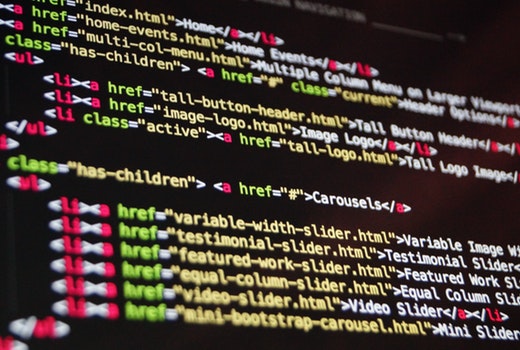 NAVIGATION
"index.html">Home</a></li>
<a href="home-events.html">Home Events</a></li>
<a href="multi-col-menu.html">Multiple Column Menu on Larger Viewport
class="has-children"> <a href="#" class="current">Header Options</a>
<ul>
<li><a href="tall-button-header.html">Tall Button Header</a></li>
<li><a href="image-logo.html">Image Logo</a></li>
<li class="active"><a href="tall-logo.html">Tall Logo Image</
</ul>
class="has-children"> <a href="#">Carousels</a>
<ul>
<li><a href="variable-width-slider.html">Variable Image
<li><a href="testimonial-slider.html">Testimonial Slider<
<li><a href="featured-work-slider.html">Featured Work
<li><a href="equal-column-slider.html">Equal Column
<li><a href="video-slider.html">Video Slider</a></li>
<li><a href="mini-bootstrap-carousel.html">Mini
</ul>